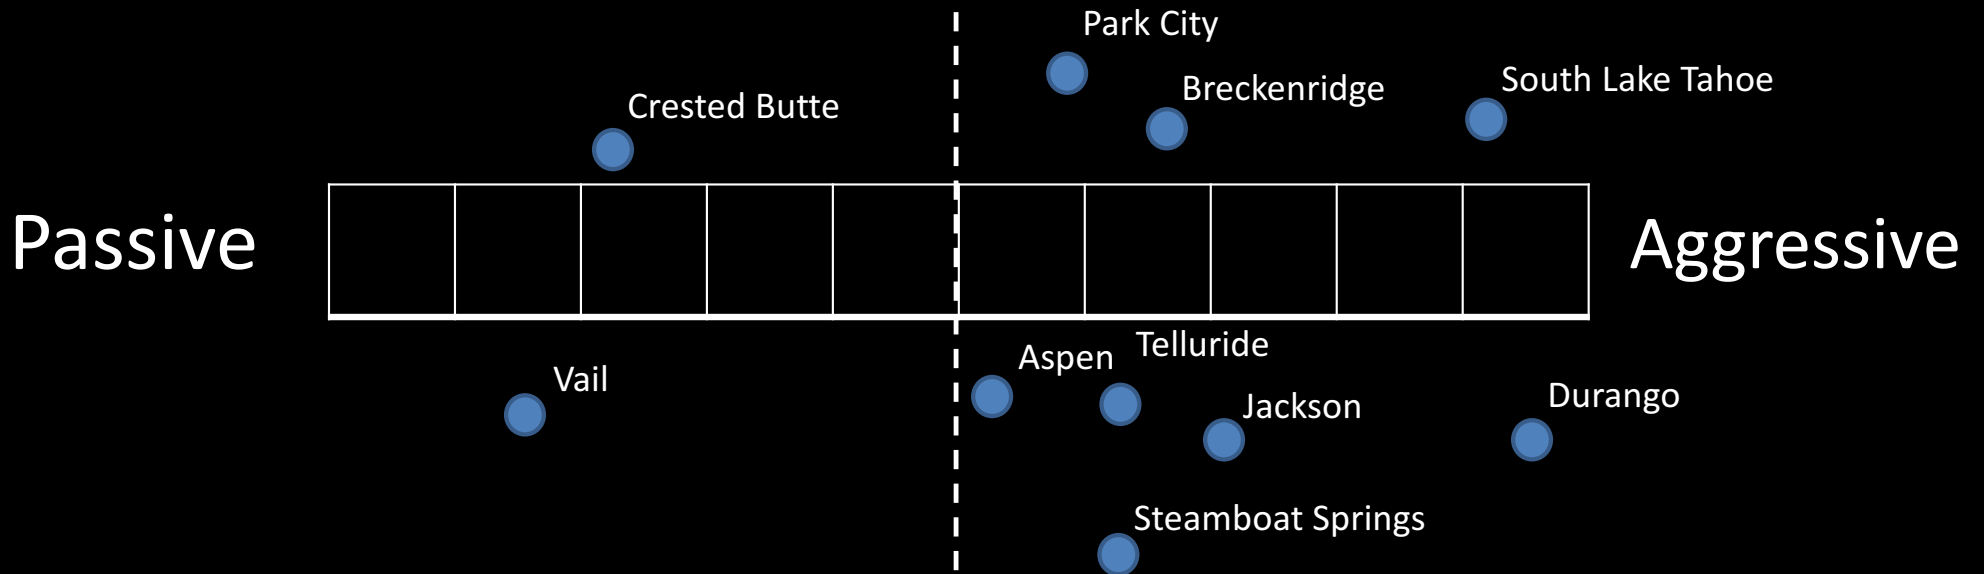 Park City
South Lake Tahoe
Breckenridge
Crested Butte
Passive
Aggressive
Telluride
Aspen
Vail
Durango
Jackson
Steamboat Springs